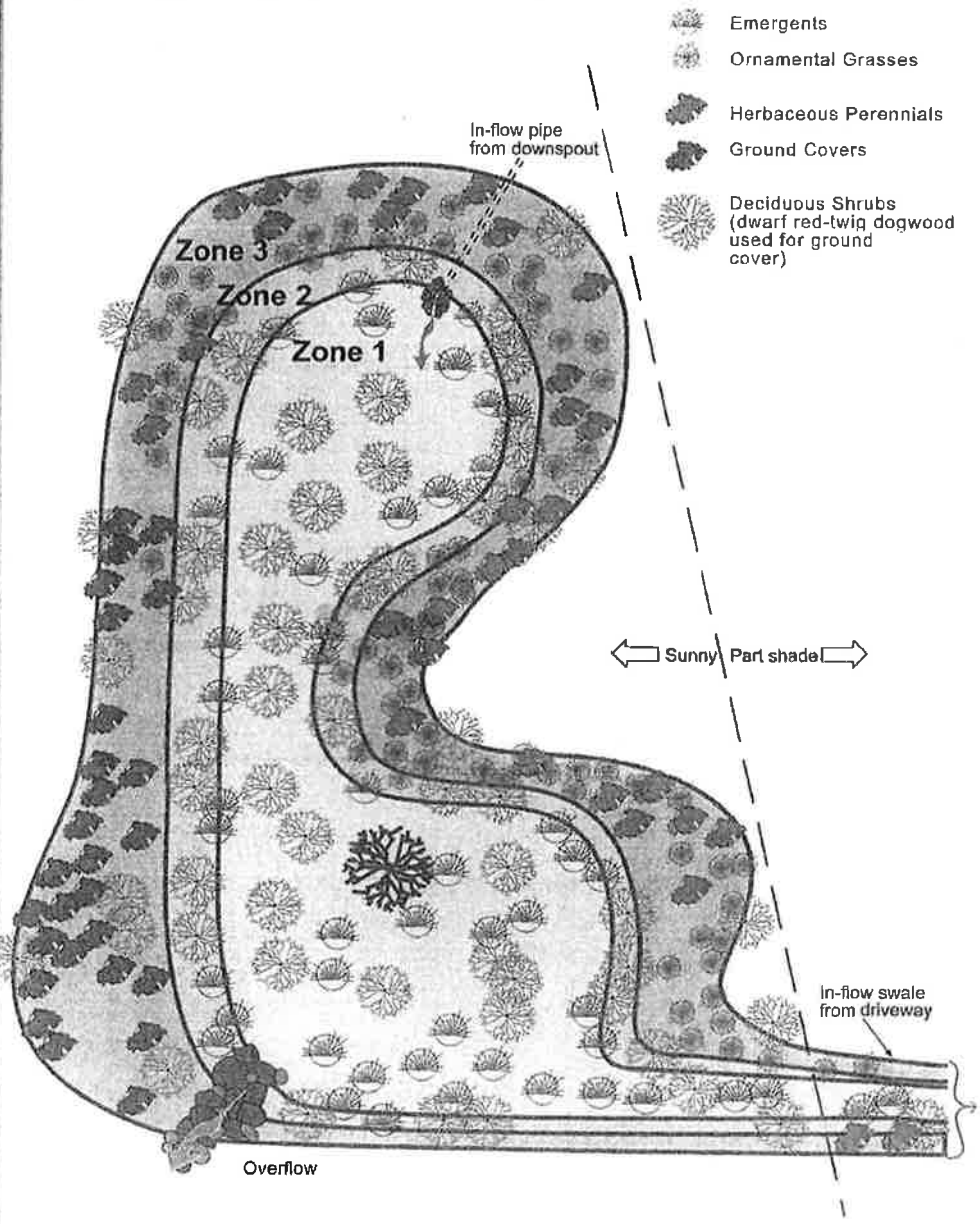 Emergents
Ornamental Grasses
Herbaceous Perennials
Ground Covers
Deciduous Shrubs
(dwarf red-twig dogwood
used for ground
cover)
In-flow pipe
from downspout
Zone 3
Zone 2
Zone 1
Sunny
Part shade
In-flow swale
from driveway
Overflow